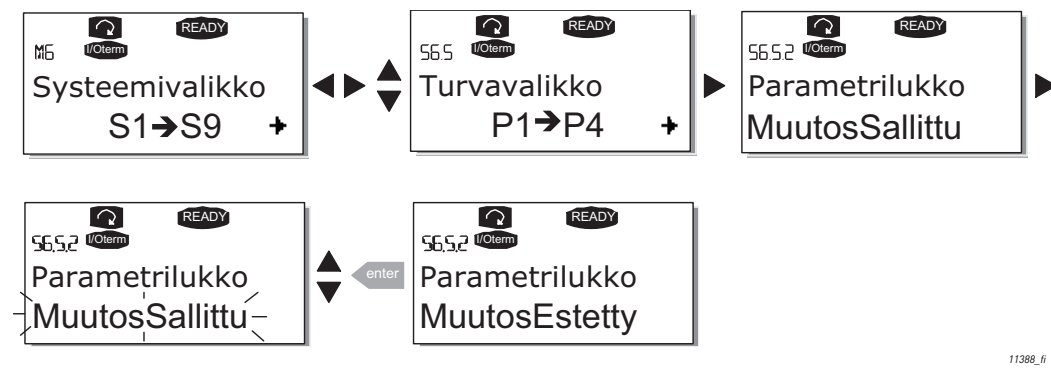 READY
M6 I/Oterm
Systeemivalikko
S1➔S9
READY
S6.5 I/Oterm
Turvavalikko
P1➔P4
READY
S6.5.2 I/Oterm
Parametrilukko
MuutosSallittu
READY
S6.5.2 I/Oterm
Parametrilukko
MuutosSallittu
enter
READY
S6.5.2 I/Oterm
Parametrilukko
MuutosEstetty
11388_fi